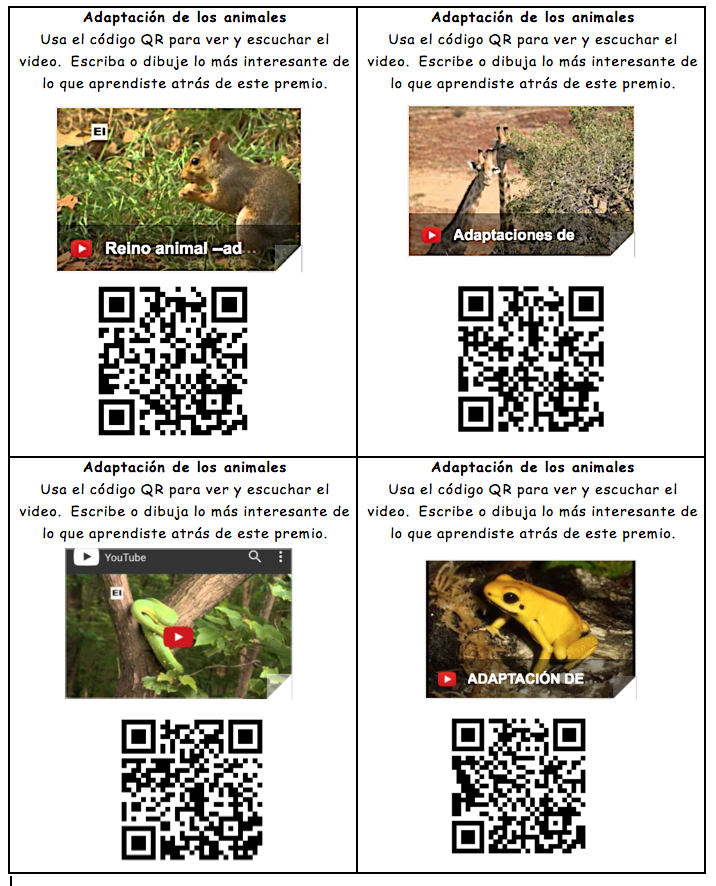 Adaptación de los animales
Usa el código QR para ver y escuchar el
video. Escriba o dibuje lo más interesante de
lo que aprendiste atrás de este premio.
EI
Reino animal –ad
Adaptación de los animales
Usa el código QR para ver y escuchar el
video. Escribe o dibuja lo más interesante de
lo que aprendiste atrás de este premio.
Adaptaciones de
Adaptación de los animales
Usa el código QR para ver y escuchar el
video. Escribe o dibuja lo más interesante de
lo que aprendiste atrás de este premio.
YouTube
EI
Adaptación de los animales
Usa el código QR para ver y escuchar el
video. Escribe o dibuja lo más interesante de
lo que aprendiste atrás de este premio.
ADAPTACIÓN DE